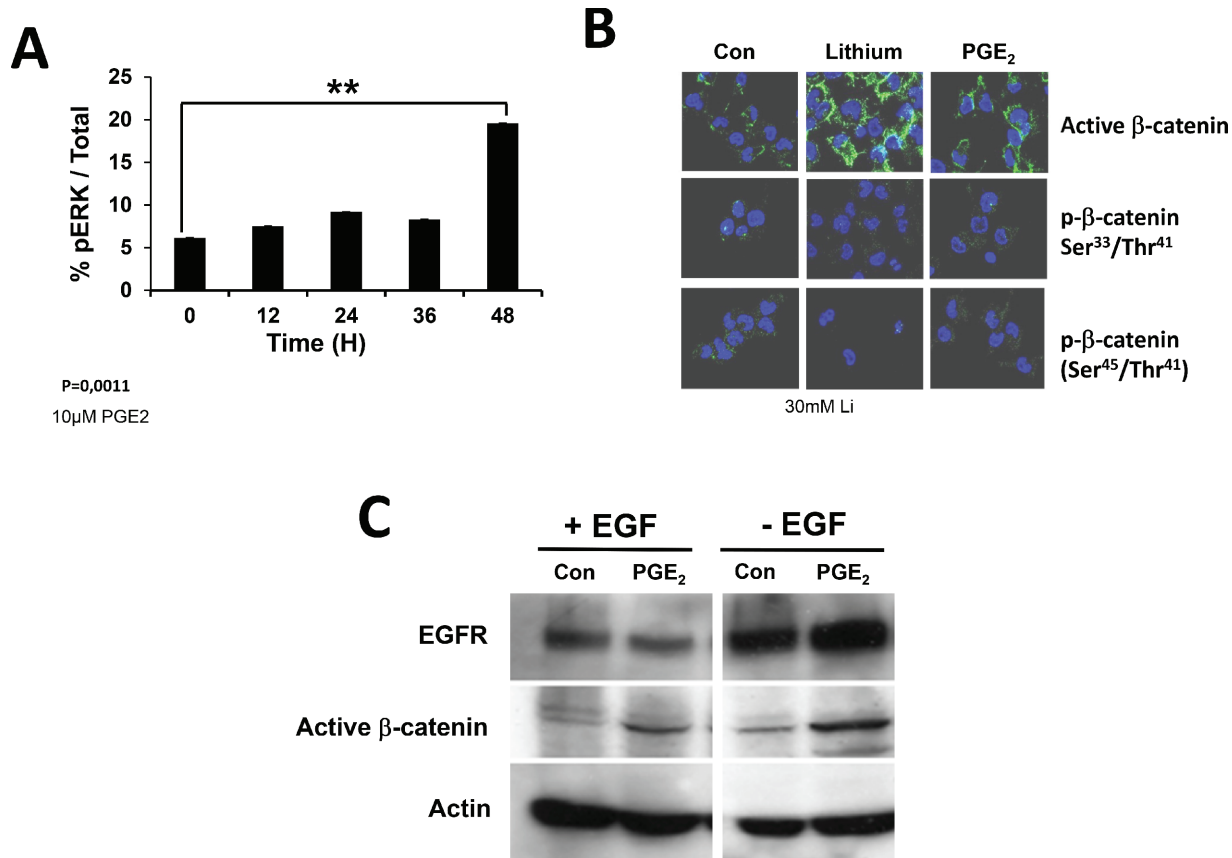 A
25
20
15
10
5
0
% pERK / Total
**
0 12 24 36 48
Time (H)
P=0,0011
10μM PGE2
B
Con Lithium PGE₂
Active β-catenin
p-β-catenin
Ser³³/Thr⁴¹
p-β-catenin
(Ser⁴⁵/Thr⁴¹)
30mM Li
C
+ EGF - EGF
Con PGE₂ Con PGE₂
EGFR
Active β-catenin
Actin